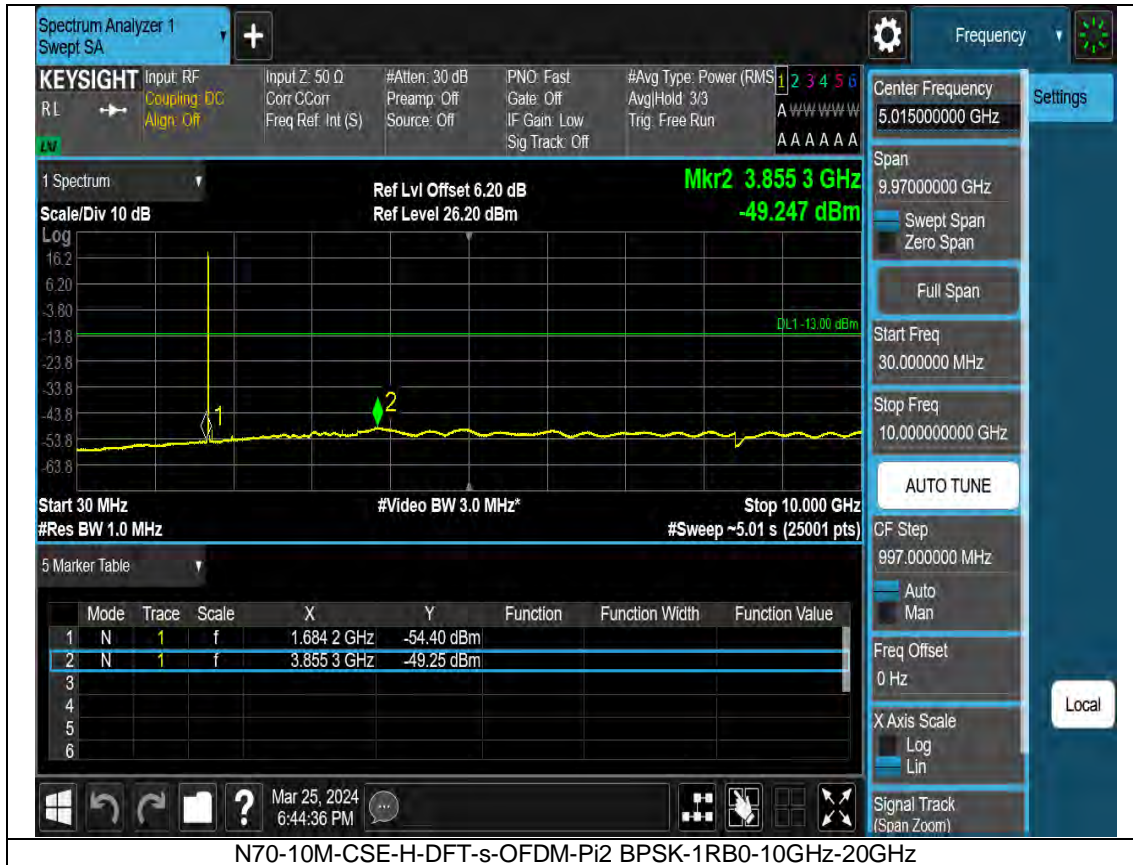 Spectrum Analyzer 1
Swept SA
+
Frequency
KEYSIGHT
RL
LXI
Input: RF
Coupling: DC
Align: Off
Input Z: 50 Ω
Corr CCorr
Freq Ref: Int (S)
#Atten: 30 dB
Preamp: Off
Source: Off
PNO: Fast
Gate: Off
IF Gain: Low
Sig Track: Off
#Avg Type: Power (RMS
Avg|Hold: 3/3
Trig: Free Run
1 2 3 4 5 6
A W W W W W
A A A A A A
1 Spectrum
Scale/Div 10 dB
Ref Lvl Offset 6.20 dB
Ref Level 26.20 dBm
Mkr2 3.855 3 GHz
-49.247 dBm
Log
16.2
6.20
-3.80
-13.8
-23.8
-33.8
-43.8
-53.8
-63.8
DL1 -13.00 dBm
1
2
Start 30 MHz
#Res BW 1.0 MHz
#Video BW 3.0 MHz*
Stop 10.000 GHz
#Sweep ~5.01 s (25001 pts)
5 Marker Table
Mode Trace Scale X Y Function Function Width Function Value
1 N 1 f 1.684 2 GHz -54.40 dBm
2 N 1 f 3.855 3 GHz -49.25 dBm
3
4
5
6
Mar 25, 2024
6:44:36 PM
?
Center Frequency
5.015000000 GHz
Settings
Span
9.97000000 GHz
Swept Span
Zero Span
Full Span
Start Freq
30.000000 MHz
Stop Freq
10.000000000 GHz
AUTO TUNE
CF Step
997.000000 MHz
Auto
Man
Freq Offset
0 Hz
X Axis Scale
Log
Lin
Signal Track
(Span Zoom)
Local
N70-10M-CSE-H-DFT-s-OFDM-Pi2 BPSK-1RB0-10GHz-20GHz